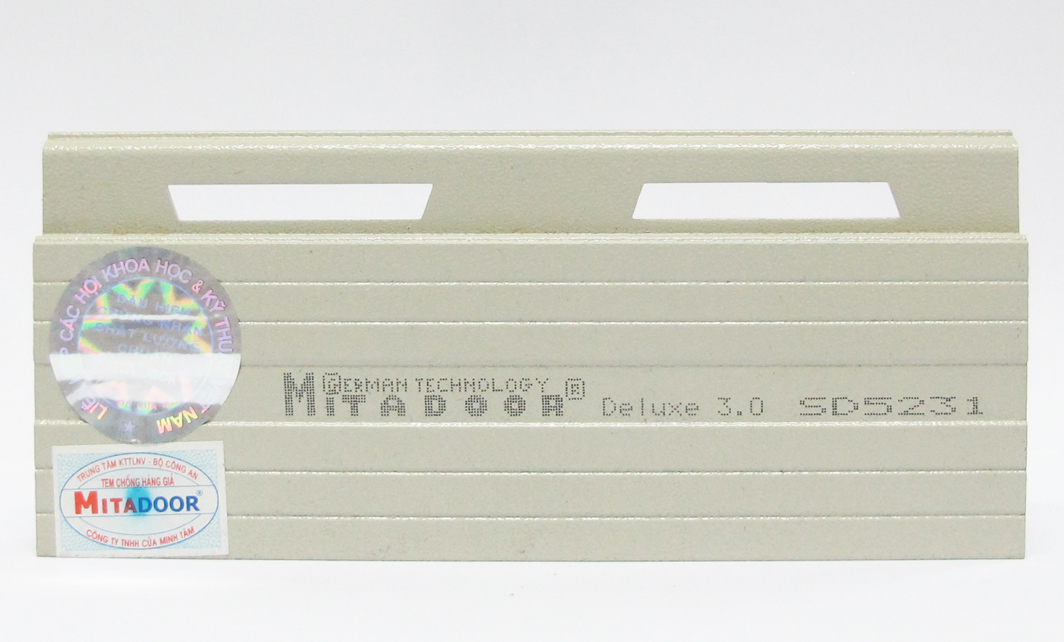 CÁC HỘI KHOA HỌC & KỸ THU
NAM
GERMAN TECHNOLOGY
MITADOOR ® Deluxe 3.0 SD5231
TRUNG TÂM KTTLNV - BỘ CÔNG AN
TEM CHỐNG HÀNG GIẢ
MITADOOR®
CÔNG TY TNHH CỬA MINH TÂM